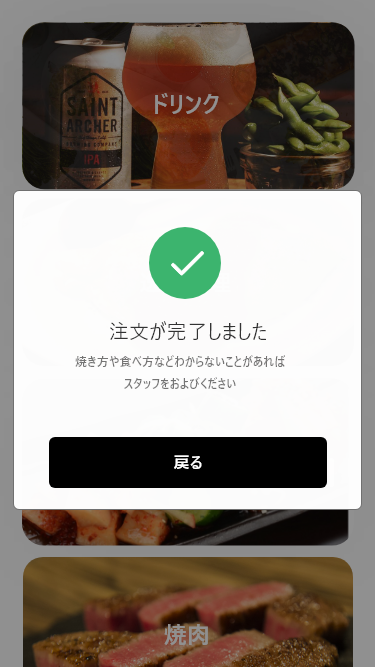 ドリンク
SAINT
ARCHER
BREWING COMPANY
IPA
注文が完了しました
焼き方や食べ方などわからないことがあれば
スタッフをおよびください
戻る
焼肉